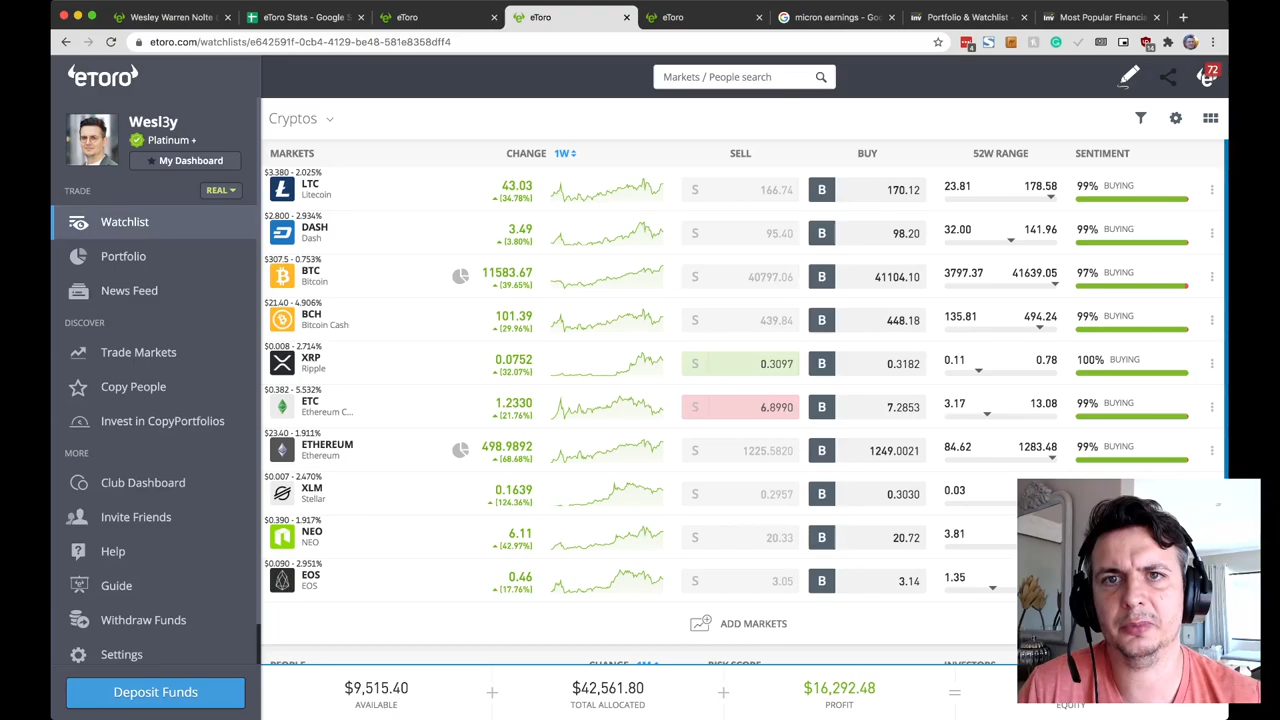 Wesley Warren Nolte
eToro Stats - Google S
eToro
eToro
eToro
micron earnings - Goo
Portfolio & Watchlist -
Most Popular Financia
etoro.com/watchlists/e642591f-0cb4-4129-be48-581e8358dff4
eToro
Markets / People search
72
Wesl3y
Platinum +
My Dashboard
TRADE
REAL
Watchlist
Portfolio
News Feed
DISCOVER
Trade Markets
Copy People
Invest in CopyPortfolios
MORE
Club Dashboard
Invite Friends
Help
Guide
Withdraw Funds
Settings
Deposit Funds
Cryptos
MARKETS CHANGE 1W SELL BUY 52W RANGE SENTIMENT
$3.380 - 2.025%
LTC 43.03 S 166.74 B 170.12 23.81 178.58 99% BUYING
Litecoin (34.78%)
$2.800 - 2.934%
DASH 3.49 S 95.40 B 98.20 32.00 141.96 99% BUYING
Dash (3.80%)
$307.5 - 0.753%
BTC 11583.67 S 40797.06 B 41104.10 3797.37 41639.05 97% BUYING
Bitcoin (39.65%)
$21.40 - 4.906%
BCH 101.39 S 439.84 B 448.18 135.81 494.24 99% BUYING
Bitcoin Cash (29.96%)
$0.008 - 2.714%
XRP 0.0752 S 0.3097 B 0.3182 0.11 0.78 100% BUYING
Ripple (32.07%)
$0.382 - 5.532%
ETC 1.2330 S 6.8990 B 7.2853 3.17 13.08 99% BUYING
Ethereum C... (21.76%)
$23.40 - 1.911%
ETHEREUM 498.9892 S 1225.5820 B 1249.0021 84.62 1283.48 99% BUYING
Ethereum (68.68%)
$0.007 - 2.470%
XLM 0.1639 S 0.2957 B 0.3030 0.03
Stellar (124.36%)
$0.390 - 1.917%
NEO 6.11 S 20.33 B 20.72 3.81
NEO (42.97%)
$0.090 - 2.951%
EOS 0.46 S 3.05 B 3.14 1.35
EOS (17.76%)
ADD MARKETS
PEOPLE CHANGE 1M RISK SCORE INVESTORS
$9,515.40 + $42,561.80 + $16,292.48 =
AVAILABLE TOTAL ALLOCATED PROFIT EQUITY